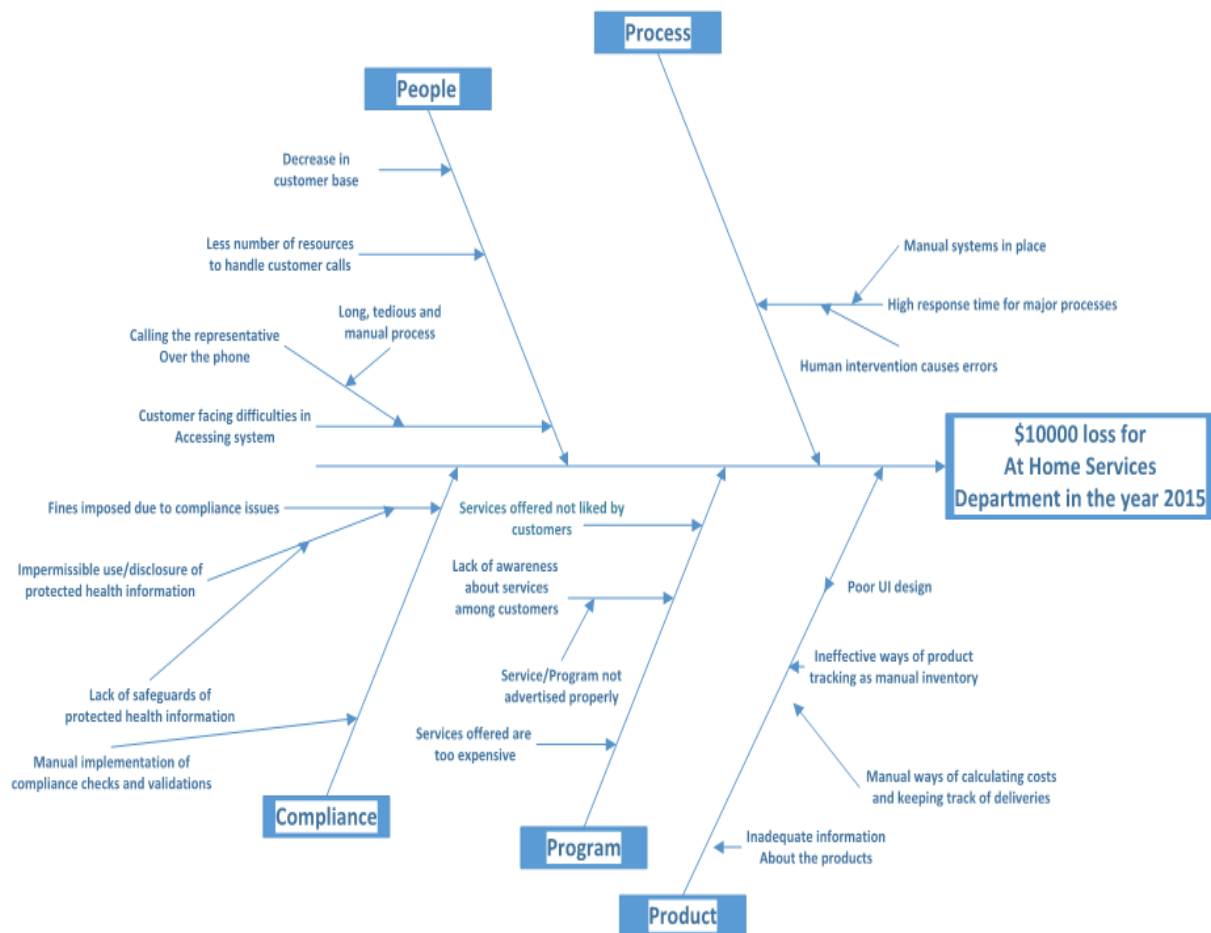 Process
People
Decrease in
customer base
Less number of resources
to handle customer calls
Long, tedious and
manual process
Calling the representative
Over the phone
Customer facing difficulties in
Accessing system
Manual systems in place
High response time for major processes
Human intervention causes errors
$10000 loss for
At Home Services
Department in the year 2015
Fines imposed due to compliance issues
Impermissible use/disclosure of
protected health information
Lack of safeguards of
protected health information
Manual implementation of
compliance checks and validations
Compliance
Services offered not liked by
customers
Lack of awareness
about services
among customers
Service/Program not
advertised properly
Services offered are
too expensive
Program
Poor UI design
Ineffective ways of product
tracking as manual inventory
Manual ways of calculating costs
and keeping track of deliveries
Inadequate information
About the products
Product